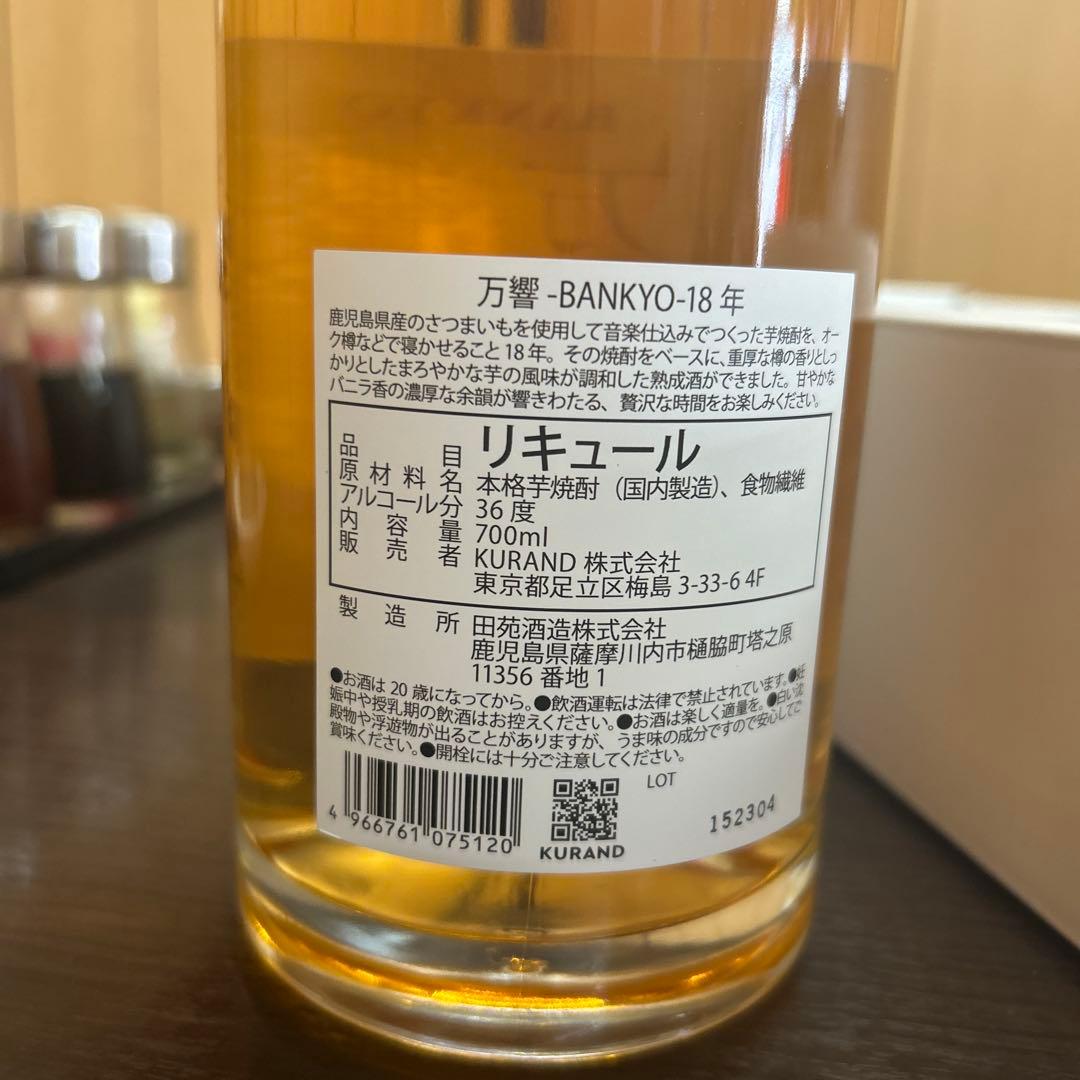 万響 -BANKYO-18 年
鹿児島県産のさつまいもを使用して音楽仕込みでつくった芋焼酎を、オー
ク樽などで寝かせること 18 年。その焼酎をベースに、重厚な樽の香りとしっ
かりとしたまろやかな芋の風味が調和した熟成酒ができました。甘やかな
バニラ香の濃厚な余韻が響きわたる、贅沢な時間をお楽しみください。
品目 リキュール
原材料名 本格芋焼酎（国内製造）、食物繊維
アルコール分 36 度
内容量 700ml
販売者 KURAND 株式会社
東京都足立区梅島 3-33-6 4F
製造所 田苑酒造株式会社
鹿児島県薩摩川内市樋脇町塔之原
11356 番地 1
●お酒は 20 歳になってから。●飲酒運転は法律で禁止されています。●妊
娠中や授乳期の飲酒はお控えください。●お酒は楽しく適量を。●白い沈
殿物や浮遊物が出ることがありますが、うま味の成分ですので安心してご
賞味ください。●開栓には十分ご注意してください。
LOT
152304
4 966761 075120
KURAND